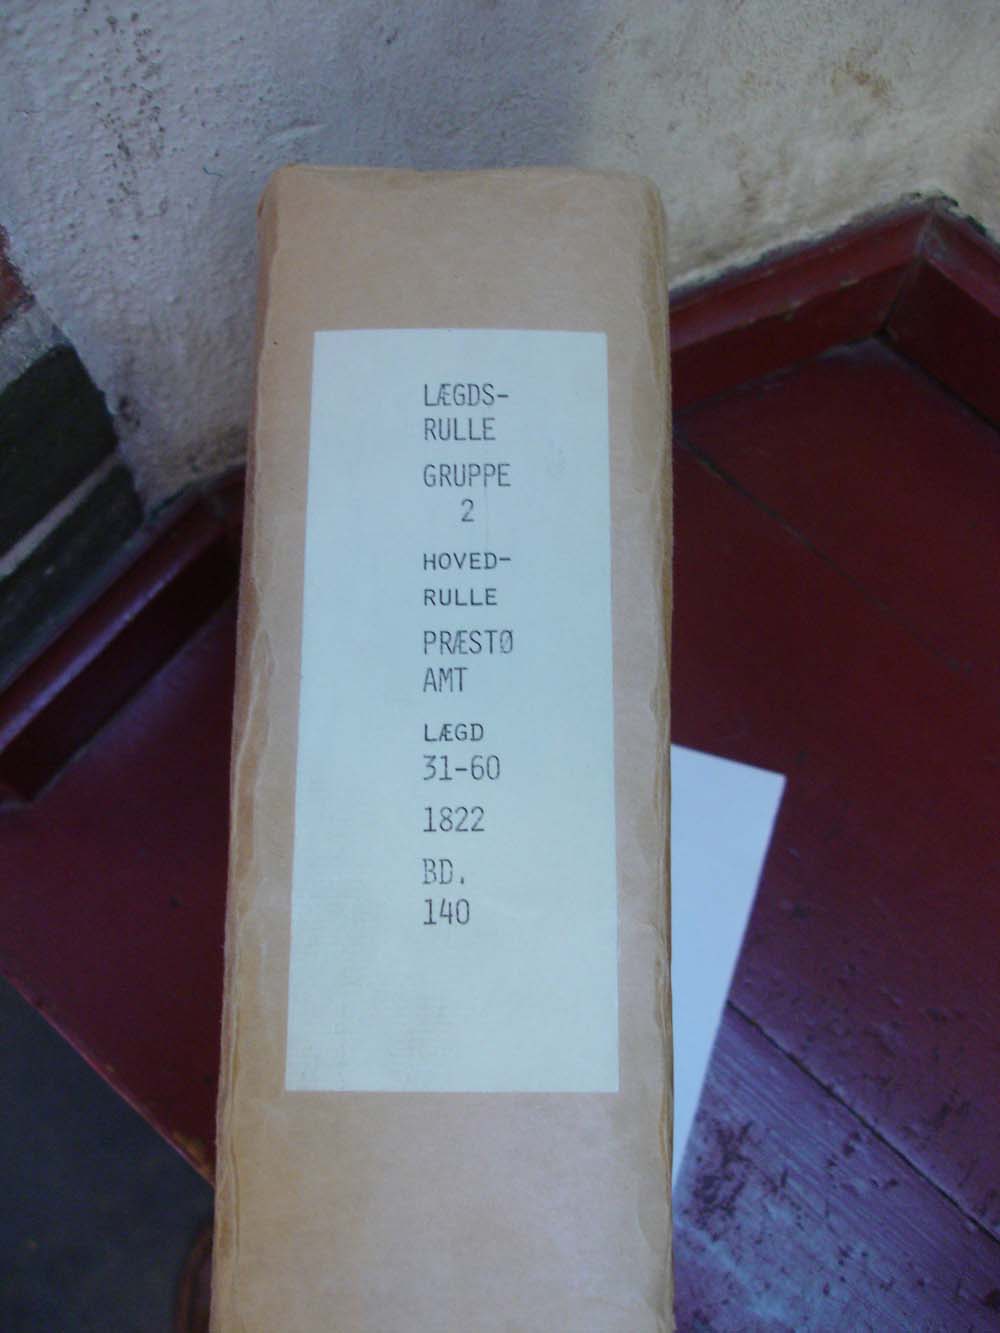 LÆGDS-
RULLE
GRUPPE
2
HOVED-
RULLE
PRÆSTØ
AMT
LÆGD
31-60
1822
BD.
140